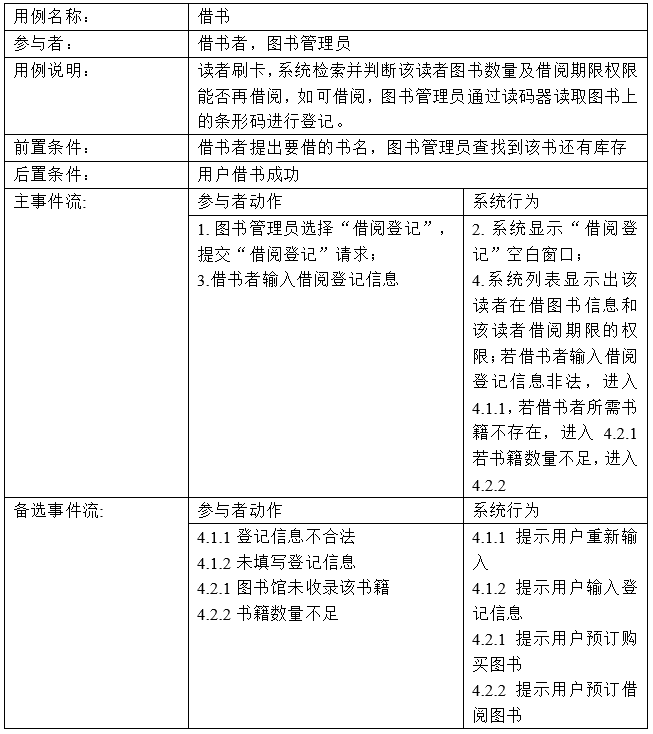 用例名称： 借书
参与者： 借书者，图书管理员
用例说明： 读者刷卡，系统检索并判断该读者图书数量及借阅期限权限
能否再借阅，如可借阅，图书管理员通过读码器读取图书上
的条形码进行登记。
前置条件： 借书者提出要借的书名，图书管理员查找到该书还有库存
后置条件： 用户借书成功
主事件流: 参与者动作 系统行为
1. 图书管理员选择“借阅登记”，
提交“借阅登记”请求；
3.借书者输入借阅登记信息
2. 系统显示“借阅登
记”空白窗口；
4.系统列表显示出该
读者在借图书信息和
该读者借阅期限的权
限；若借书者输入借阅
登记信息非法，进入
4.1.1，若借书者所需书
籍不存在，进入 4.2.1
若书籍数量不足，进入
4.2.2
备选事件流: 参与者动作 系统行为
4.1.1 登记信息不合法
4.1.2 未填写登记信息
4.2.1 图书馆未收录该书籍
4.2.2 书籍数量不足
4.1.1 提示用户重新输
入
4.1.2 提示用户输入登
记信息
4.2.1 提示用户预订购
买图书
4.2.2 提示用户预订借
阅图书